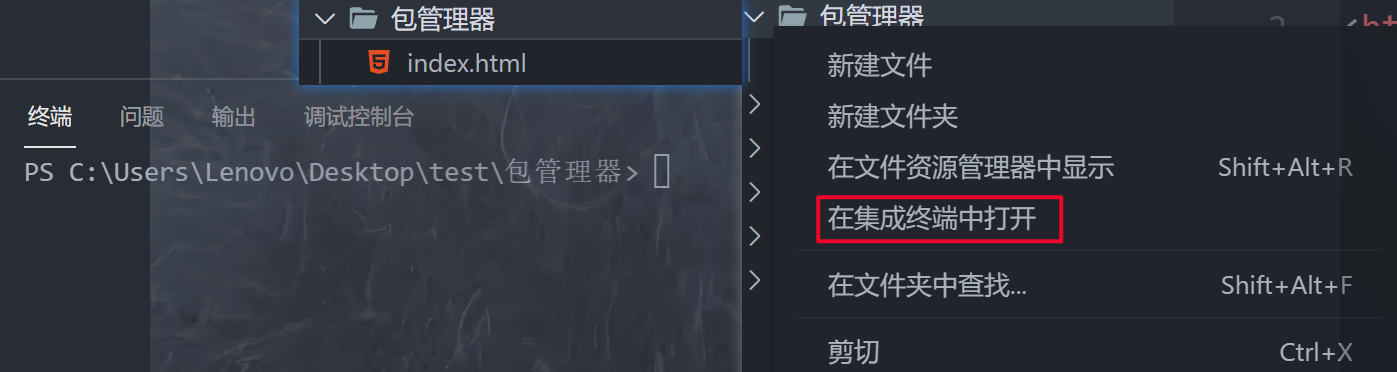 包管理器
index.html
终端 问题 输出 调试控制台
PS C:\Users\Lenovo\Desktop\test\包管理器>
包管理器
2 <ht
新建文件
新建文件夹
在文件资源管理器中显示 Shift+Alt+R
在集成终端中打开
在文件夹中查找... Shift+Alt+F
剪切 Ctrl+X